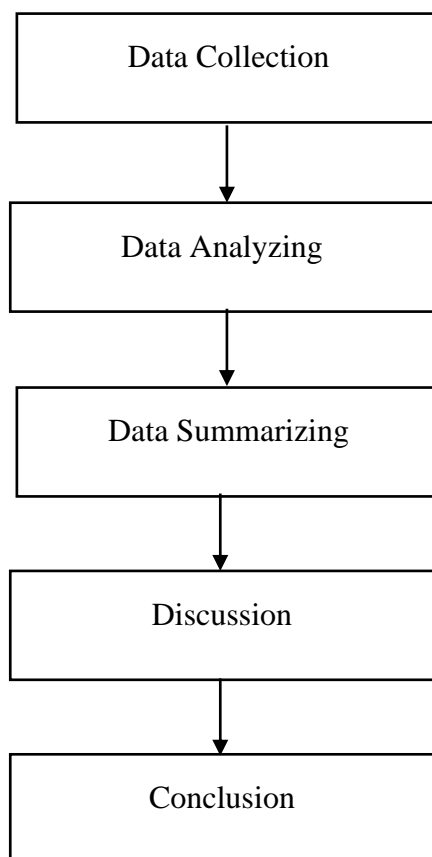 Data Collection
Data Analyzing
Data Summarizing
Discussion
Conclusion